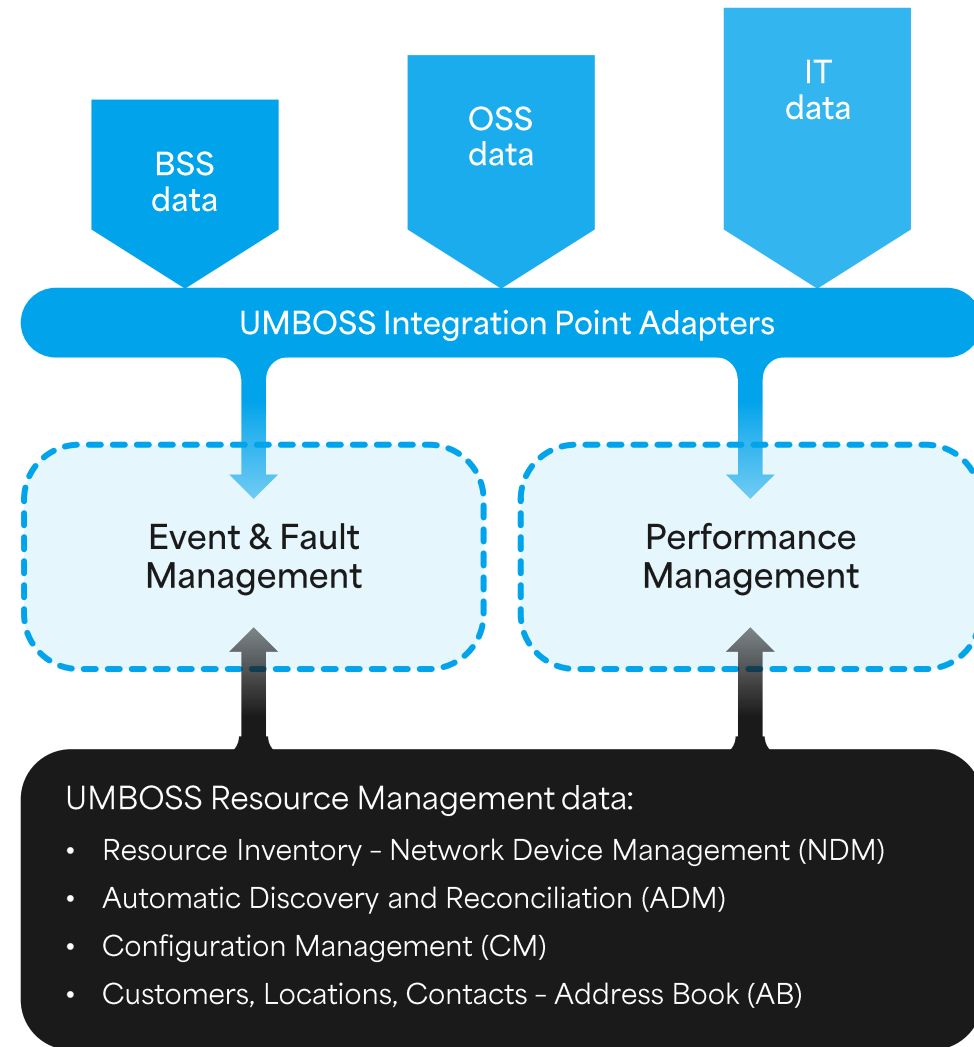 BSS
data
OSS
data
IT
data
UMBOSS Integration Point Adapters
Event & Fault
Management
Performance
Management
UMBOSS Resource Management data:
• Resource Inventory – Network Device Management (NDM)
• Automatic Discovery and Reconciliation (ADM)
• Configuration Management (CM)
• Customers, Locations, Contacts – Address Book (AB)